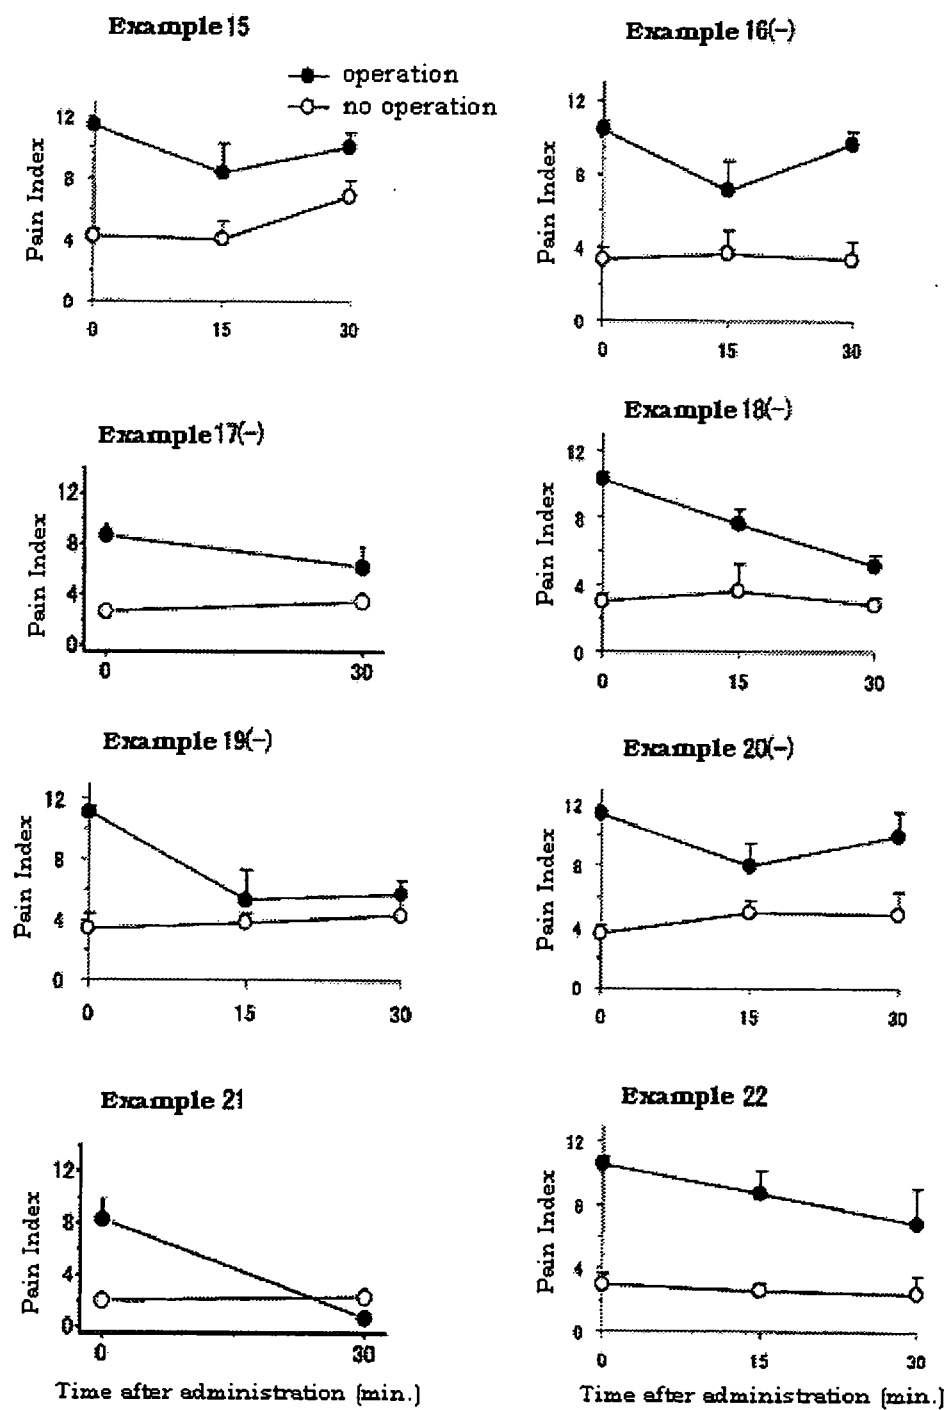 Example 15
operation
no operation
12
8
4
0
Pain Index
0 15 30
Example 16(-)
12
8
4
0
Pain Index
0 15 30
Example 17(-)
12
8
4
0
Pain Index
0 30
Example 18(-)
12
8
4
0
Pain Index
0 15 30
Example 19(-)
12
8
4
0
Pain Index
0 15 30
Example 20(-)
12
8
4
0
Pain Index
0 15 30
Example 21
12
8
4
0
Pain Index
0 30
Time after administration (min.)
Example 22
12
8
4
0
Pain Index
0 15 30
Time after administration (min.)